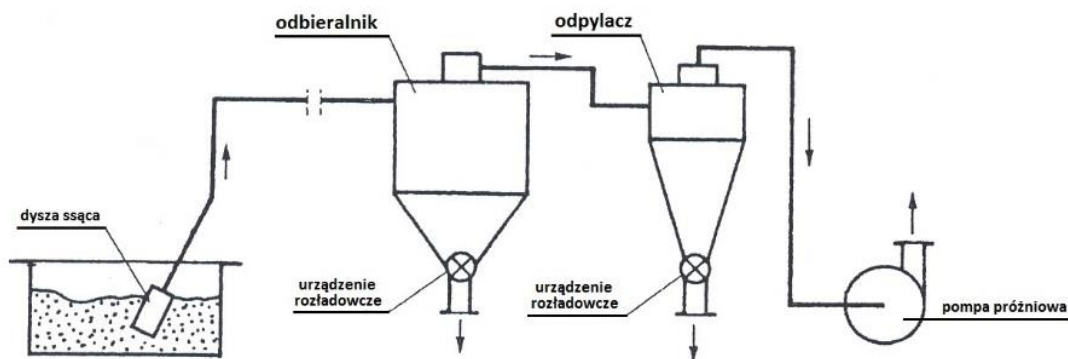 odbieralnik
odpylacz
dysza ssąca
urządzenie
rozładowcze
urządzenie
rozładowcze
pompa próżniowa